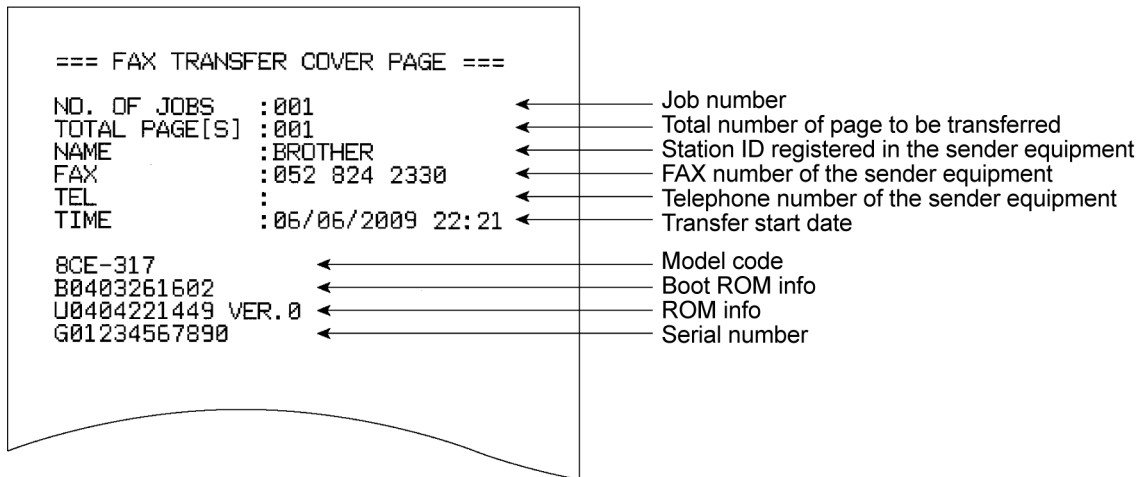 === FAX TRANSFER COVER PAGE ===
NO. OF JOBS :001 Job number
TOTAL PAGE[S] :001 Total number of page to be transferred
NAME :BROTHER Station ID registered in the sender equipment
FAX :052 824 2330 FAX number of the sender equipment
TEL : Telephone number of the sender equipment
TIME :06/06/2009 22:21 Transfer start date
8CE-317 Model code
B0403261602 Boot ROM info
U0404221449 VER.0 ROM info
G01234567890 Serial number